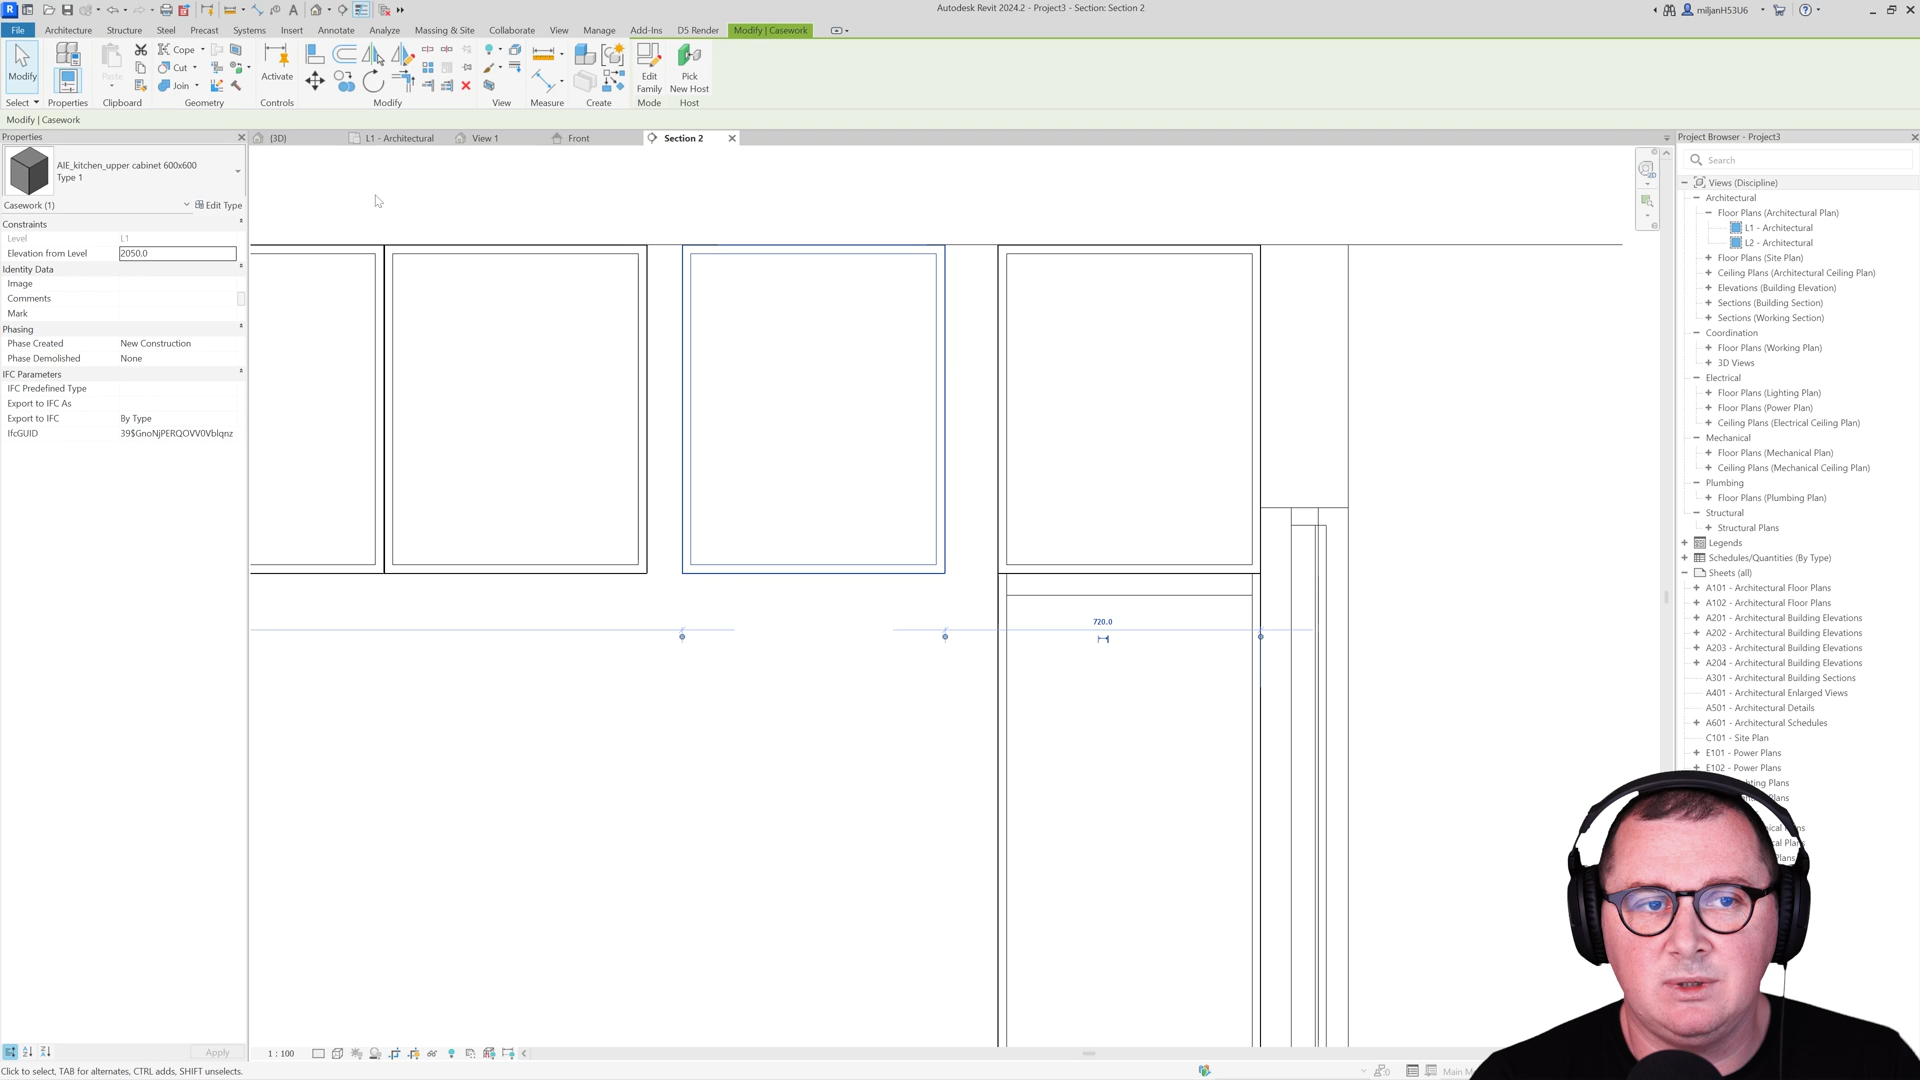 Autodesk Revit 2024.2 - Project3 - Section: Section 2
miljanH53U6
File Architecture Structure Steel Precast Systems Insert Annotate Analyze Massing & Site Collaborate View Manage Add-Ins D5 Render Modify | Casework
Modify
Paste
Cope
Cut
Join
Activate
Edit Family
Pick New Host
Select Properties Clipboard Geometry Controls Modify View Measure Create Mode Host
Modify | Casework
Properties
{3D} L1 - Architectural View 1 Front Section 2
Project Browser - Project3
AIE_kitchen_upper cabinet 600x600
Type 1
Casework (1) Edit Type
Constraints
Level L1
Elevation from Level 2050.0
Identity Data
Image
Comments
Mark
Phasing
Phase Created New Construction
Phase Demolished None
IFC Parameters
IFC Predefined Type
Export to IFC As
Export to IFC By Type
IfcGUID 39$GnoNjPERQOVV0Vblqnz
720.0
Search
Views (Discipline)
Architectural
Floor Plans (Architectural Plan)
L1 - Architectural
L2 - Architectural
Floor Plans (Site Plan)
Ceiling Plans (Architectural Ceiling Plan)
Elevations (Building Elevation)
Sections (Building Section)
Sections (Working Section)
Coordination
Floor Plans (Working Plan)
3D Views
Electrical
Floor Plans (Lighting Plan)
Floor Plans (Power Plan)
Ceiling Plans (Electrical Ceiling Plan)
Mechanical
Floor Plans (Mechanical Plan)
Ceiling Plans (Mechanical Ceiling Plan)
Plumbing
Floor Plans (Plumbing Plan)
Structural
Structural Plans
Legends
Schedules/Quantities (By Type)
Sheets (all)
A101 - Architectural Floor Plans
A102 - Architectural Floor Plans
A201 - Architectural Building Elevations
A202 - Architectural Building Elevations
A203 - Architectural Building Elevations
A204 - Architectural Building Elevations
A301 - Architectural Building Sections
A401 - Architectural Enlarged Views
A501 - Architectural Details
A601 - Architectural Schedules
C101 - Site Plan
E101 - Power Plans
E102 - Power Plans
Plans
Apply
1 : 100
Click to select, TAB for alternates, CTRL adds, SHIFT unselects.
:0
Main